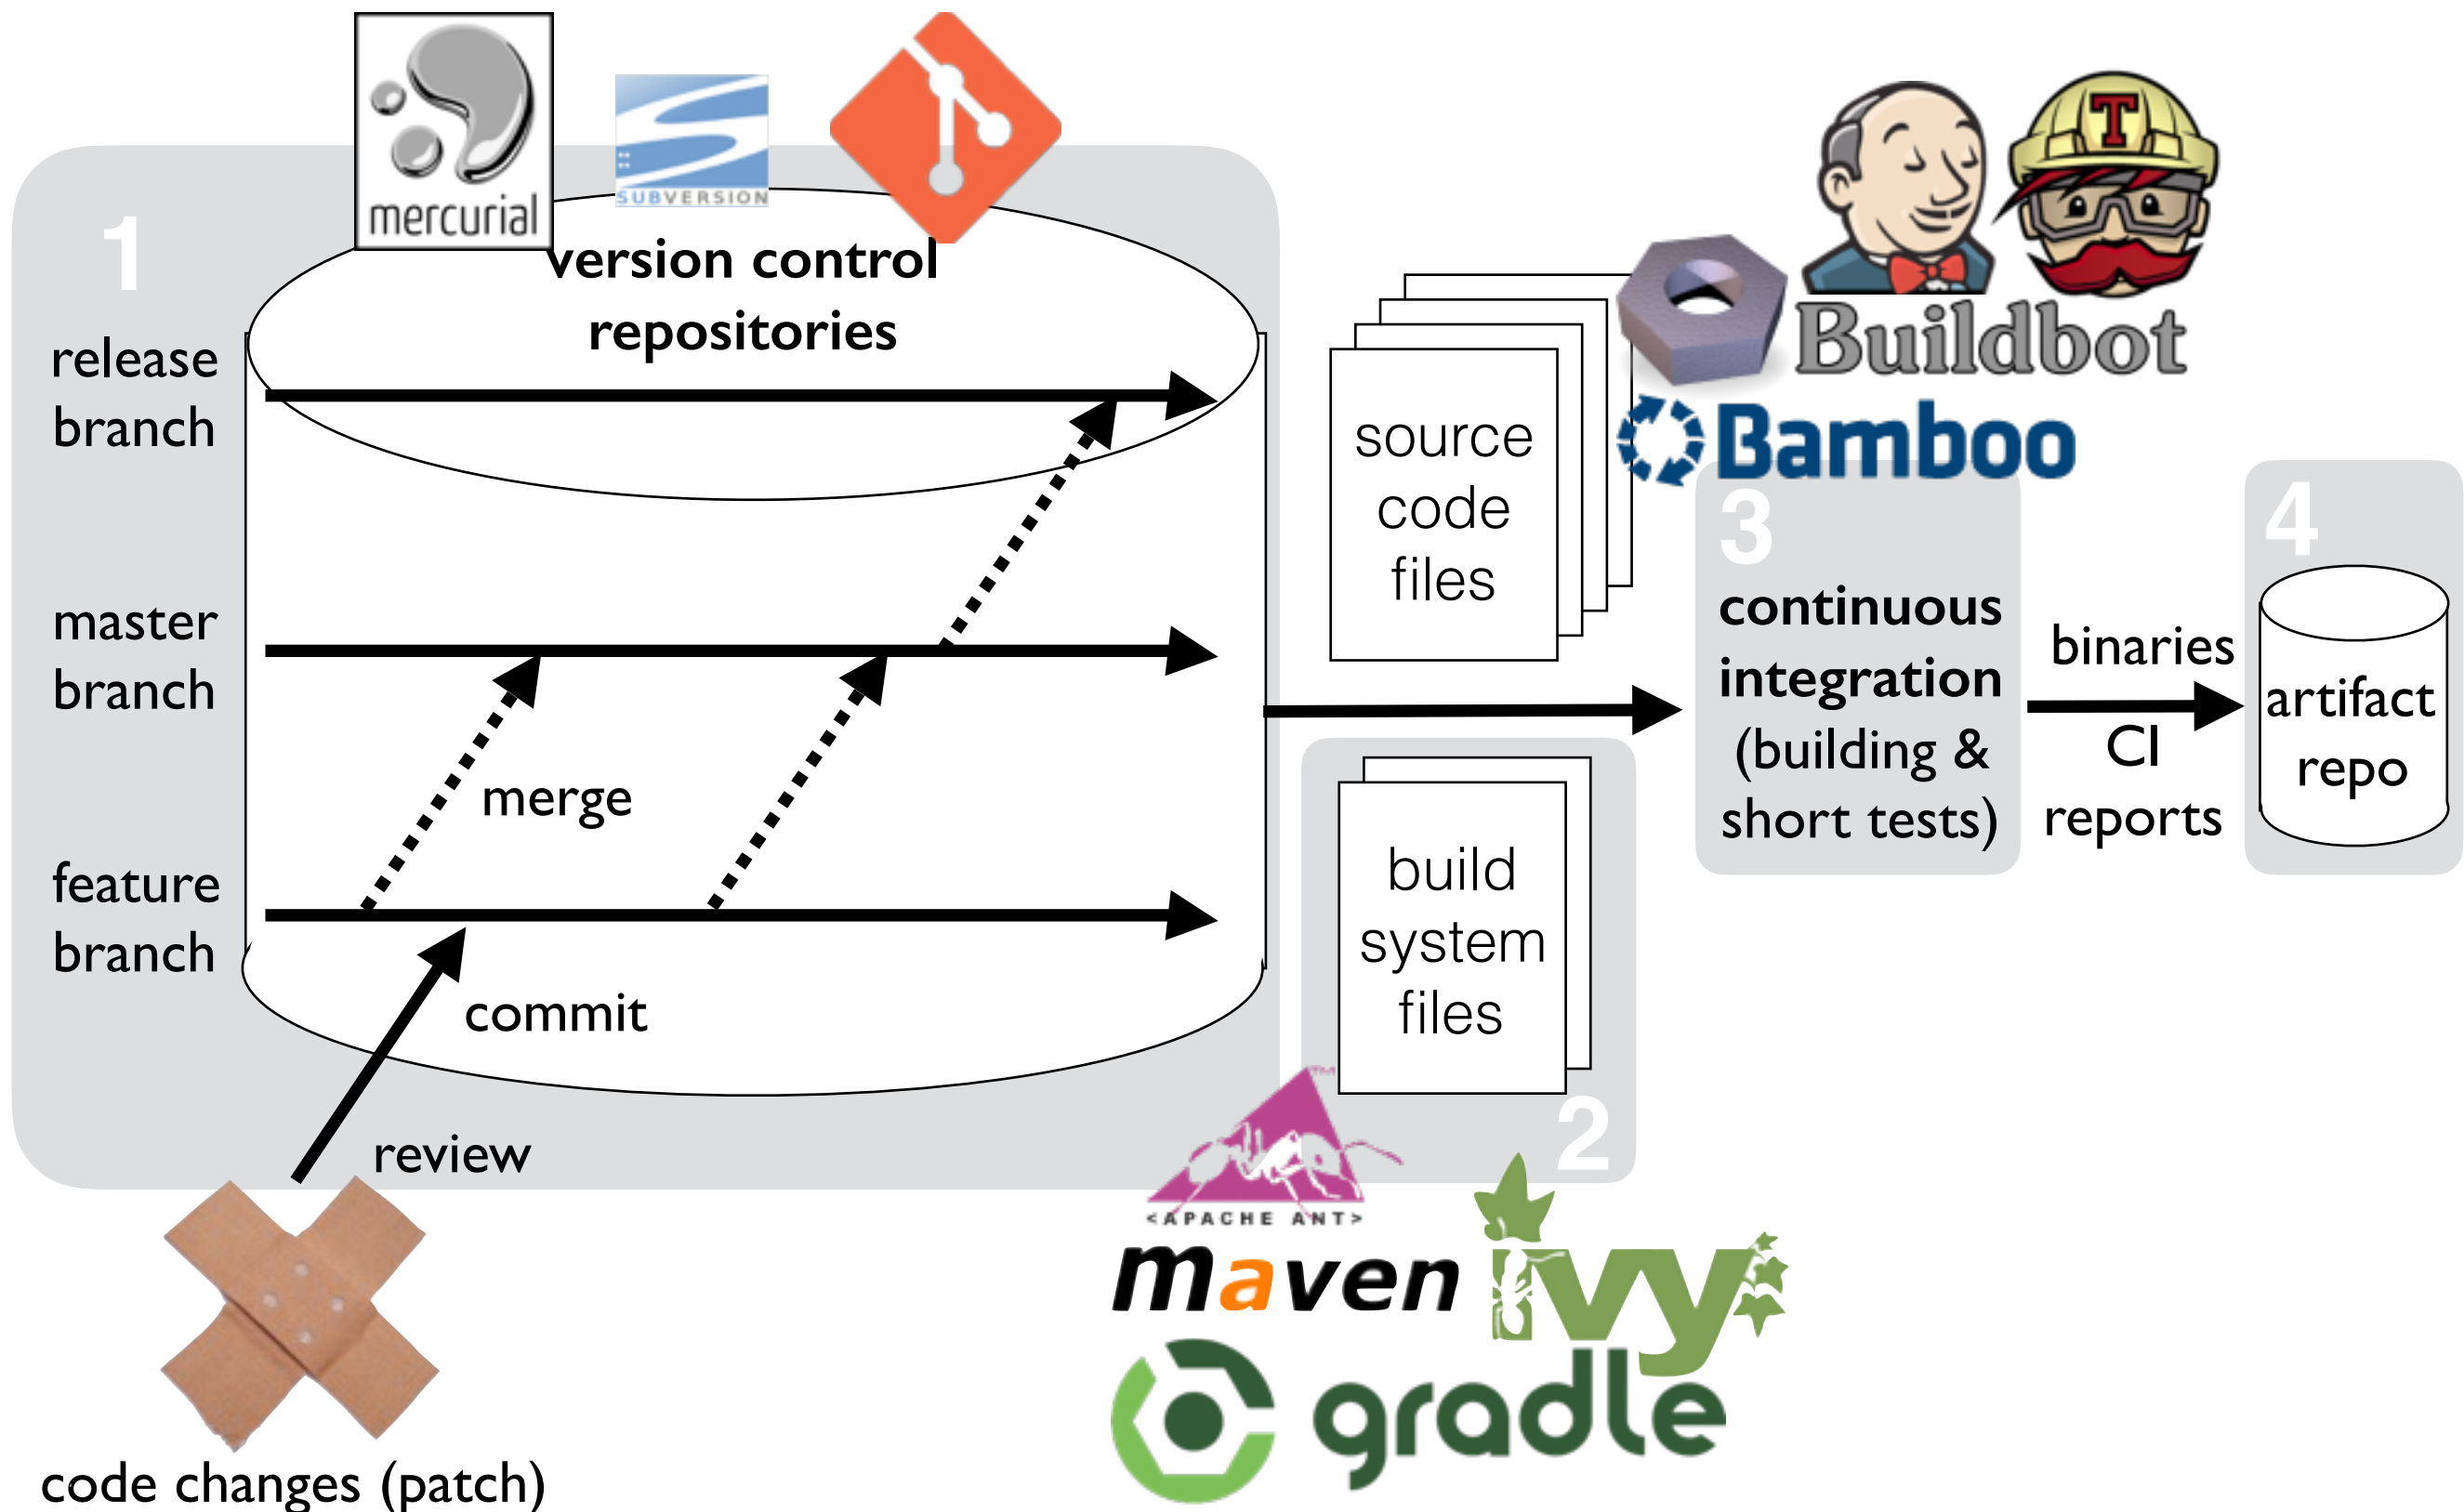 mercurial
SUBVERSION
1
version control
repositories
release
branch
master
branch
feature
branch
merge
commit
review
code changes (patch)
source
code
files
build
system
files
2
<APACHE ANT>
maven
ivy
gradle
T
Buildbot
Bamboo
3
continuous
integration
(building &
short tests)
binaries
CI
reports
4
artifact
repo